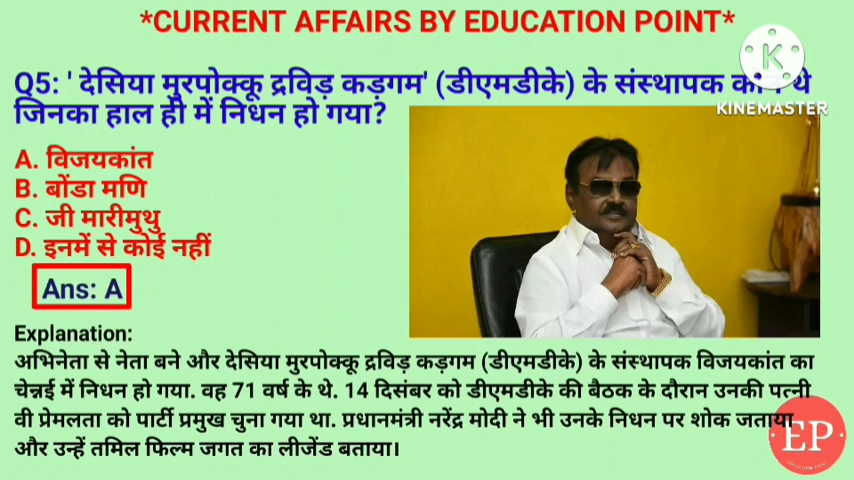 *CURRENT AFFAIRS BY EDUCATION POINT*
Q5: ' देसिया मुरपोक्कू द्रविड़ कड़गम' (डीएमडीके) के संस्थापक कौन थे
जिनका हाल ही में निधन हो गया?
KINEMASTER
A. विजयकांत
B. बोंडा मणि
C. जी मारीमुथु
D. इनमें से कोई नहीं
Ans: A
Explanation:
अभिनेता से नेता बने और देसिया मुरपोक्कू द्रविड़ कड़गम (डीएमडीके) के संस्थापक विजयकांत का
चेन्नई में निधन हो गया. वह 71 वर्ष के थे. 14 दिसंबर को डीएमडीके की बैठक के दौरान उनकी पत्नी
वी प्रेमलता को पार्टी प्रमुख चुना गया था. प्रधानमंत्री नरेंद्र मोदी ने भी उनके निधन पर शोक जताया
और उन्हें तमिल फिल्म जगत का लीजेंड बताया।
EP